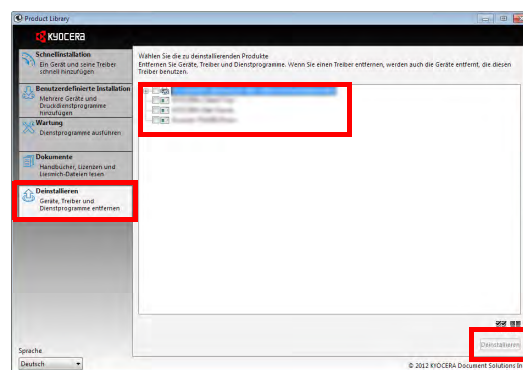 Product Library
KYOCERA
Schnellinstallation
Ein Gerät und seine Treiber
schnell hinzufügen
Benutzerdefinierte Installation
Mehrere Geräte und
Druckdienstprogramme
hinzufügen
Wartung
Dienstprogramme ausführen
Dokumente
Handbücher, Lizenzen und
Liesmich-Dateien lesen
Deinstallieren
Geräte, Treiber und
Dienstprogramme entfernen
Wählen Sie die zu deinstallierenden Produkte
Entfernen Sie Geräte, Treiber und Dienstprogramme. Wenn Sie einen Treiber entfernen, werden auch die Geräte entfernt, die diesen
Treiber benutzen.
Deinstallieren
Sprache
Deutsch
© 2012 KYOCERA Document Solutions In